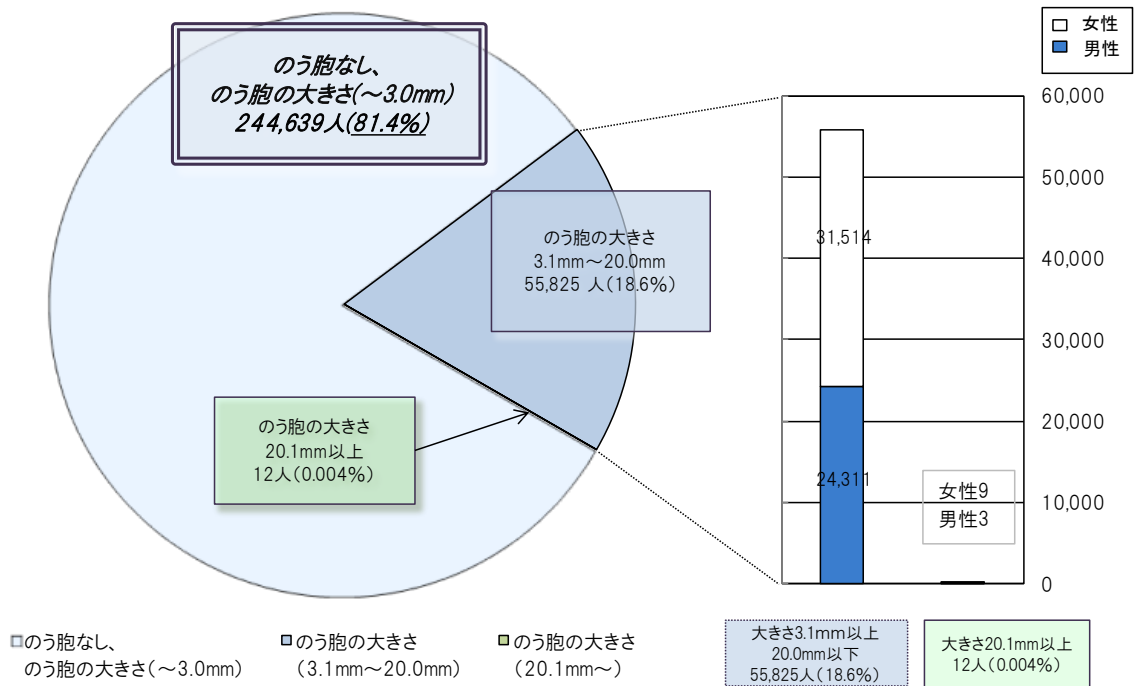 女性
男性
のう胞なし、
のう胞の大きさ(～3.0mm)
244,639人(81.4%)
のう胞の大きさ
3.1mm～20.0mm
55,825 人(18.6%)
のう胞の大きさ
20.1mm以上
12人(0.004%)
60,000
50,000
40,000
30,000
20,000
10,000
0
31,514
24,311
女性9
男性3
のう胞なし、
のう胞の大きさ(～3.0mm)
のう胞の大きさ
(3.1mm～20.0mm)
のう胞の大きさ
(20.1mm～)
大きさ3.1mm以上
20.0mm以下
55,825人(18.6%)
大きさ20.1mm以上
12人(0.004%)